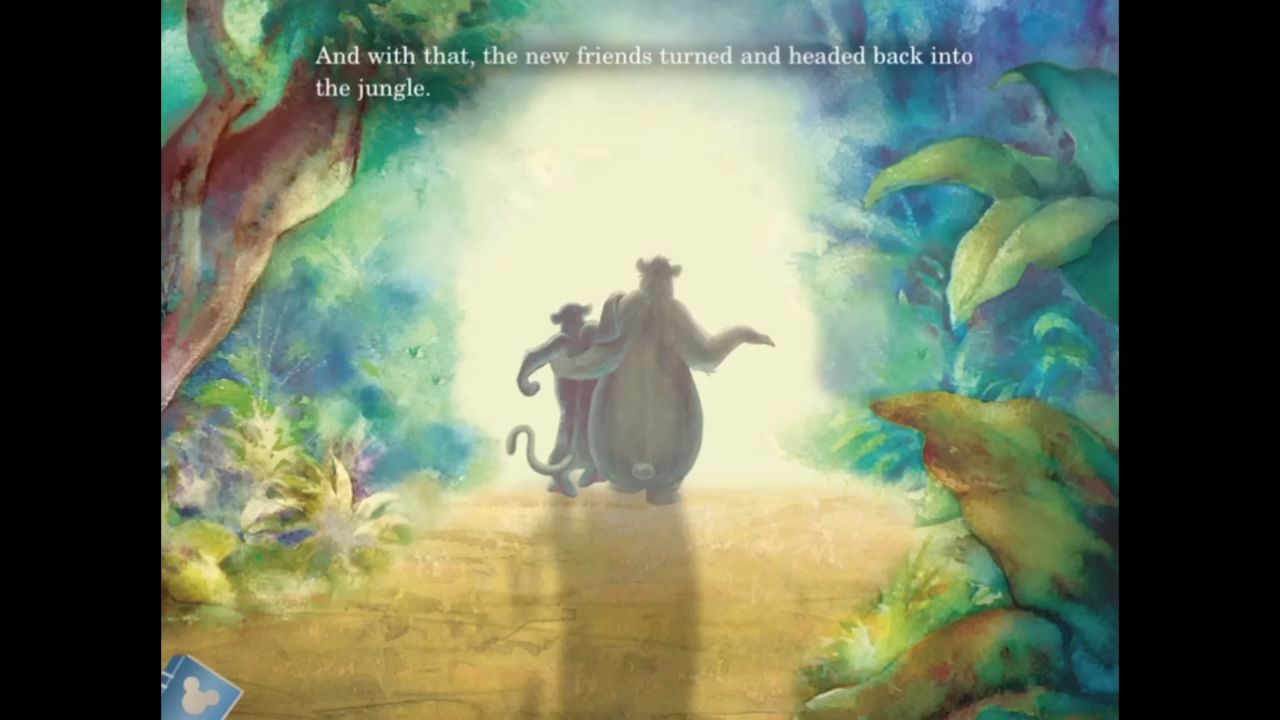 And with that, the new friends turned and headed back into
the jungle.